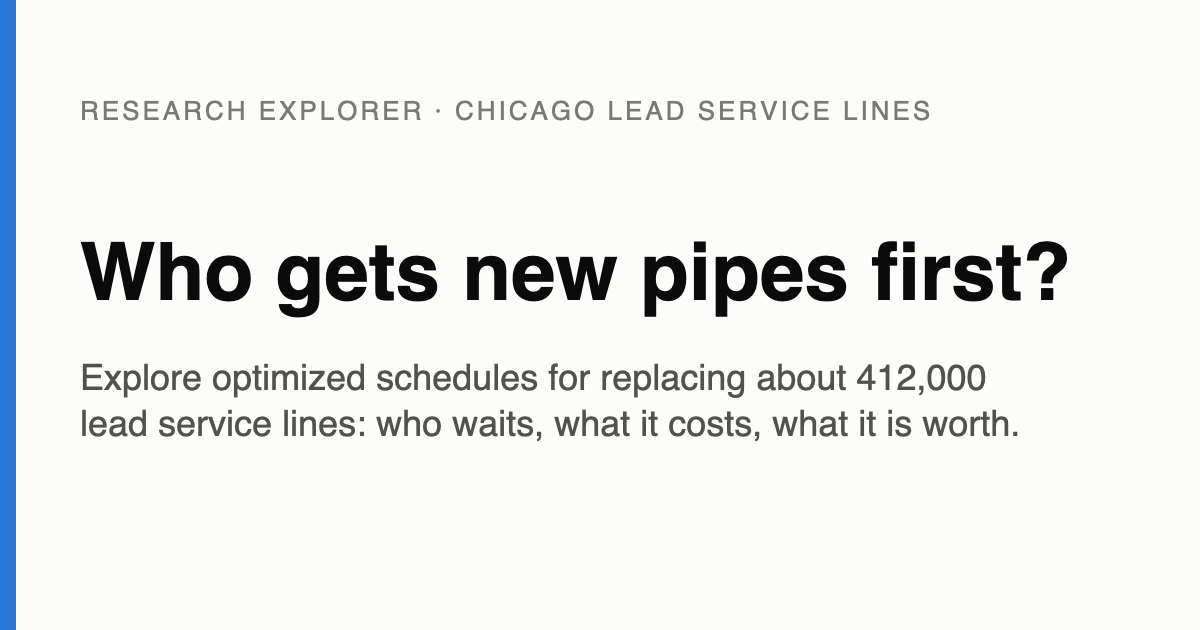 RESEARCH EXPLORER · CHICAGO LEAD SERVICE LINES
Who gets new pipes first?
Explore optimized schedules for replacing about 412,000
lead service lines: who waits, what it costs, what it is worth.